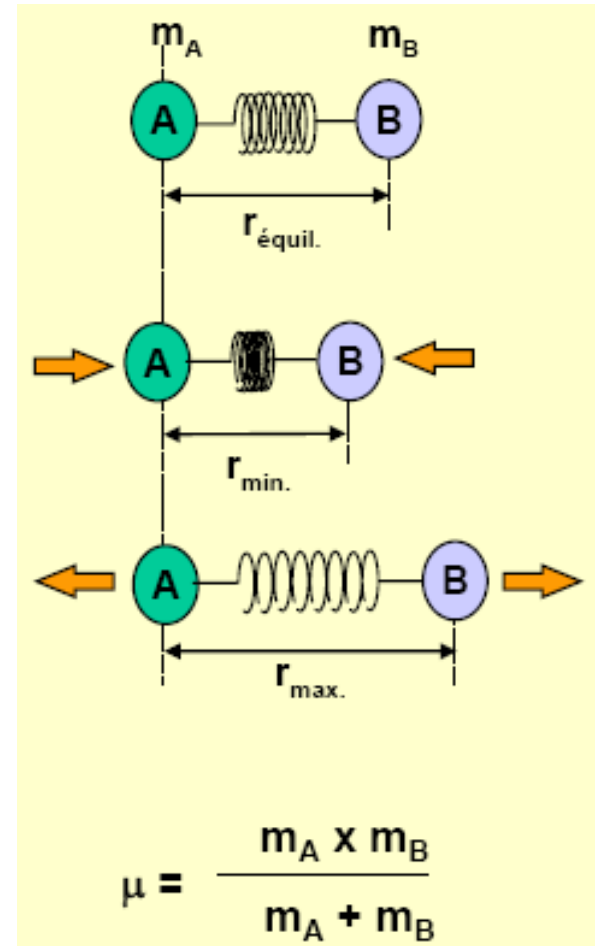 mA mB
A B
réquil.
A B
rmin.
A B
rmax.
μ = mA x mB
mA + mB